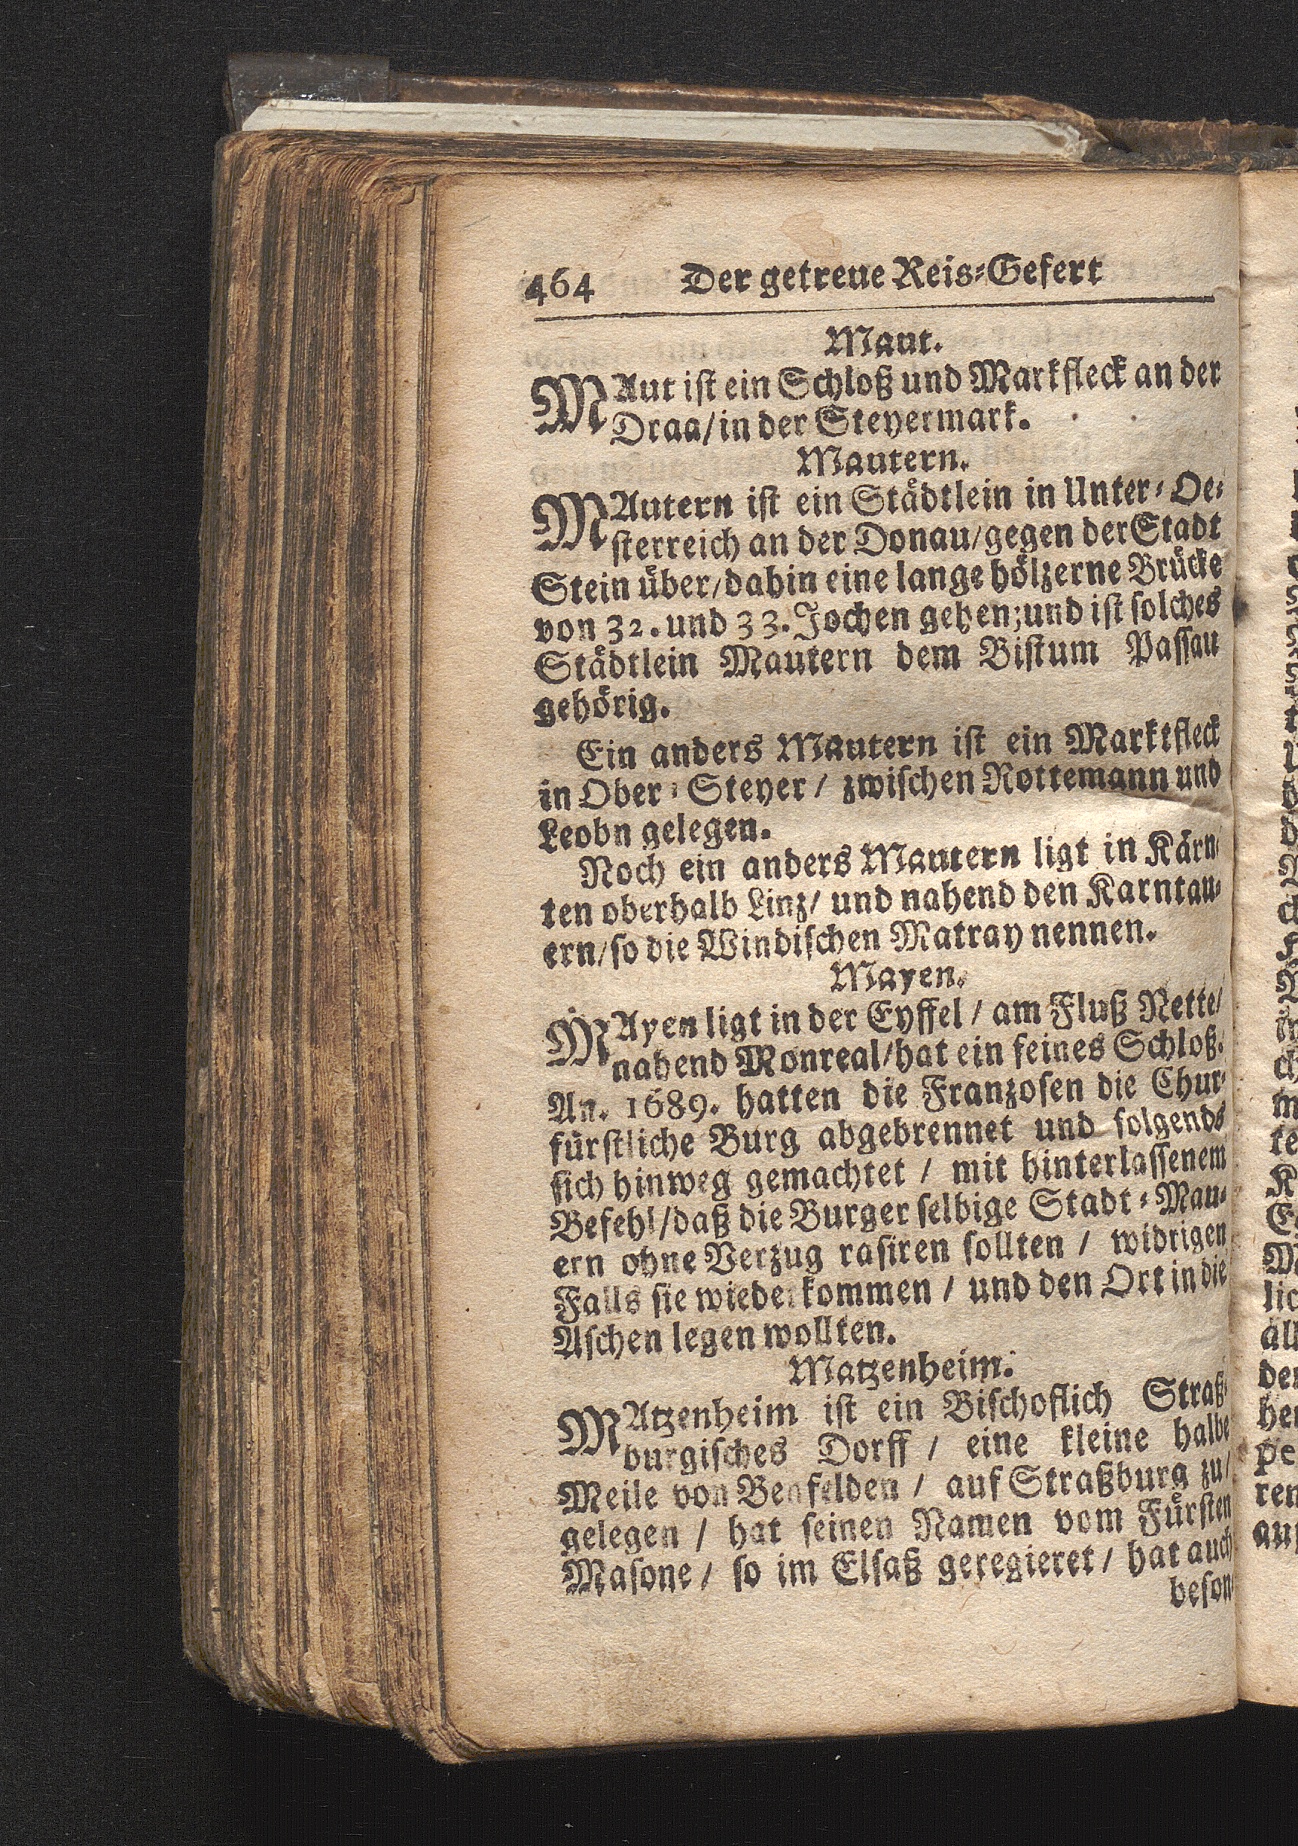 464 Der getreue Reis-Gefert
Maut.
MAut ist ein Schloß und Markfleck an der
Draa/in der Steyermark.
Mautern.
MAutern ist ein Städtlein in Unter-Oe-
sterreich an der Donau/gegen der Stadt
Stein über/dahin eine lange hölzerne Brücke
von 32. und 33. Jochen gehen; und ist solches
Städtlein Mautern dem Bistum Passau
gehörig.
Ein anders Mautern ist ein Marktfleck
in Ober-Steyer / zwischen Rottemann und
Leobn gelegen.
Noch ein anders Mautern ligt in Kärn-
ten oberhalb Linz/ und nahend den Karntau-
ern/so die Windischen Matray nennen.
Mayen.
MAyen ligt in der Eyffel / am Fluß Nette/
nahend Monreal/hat ein feines Schloß.
An. 1689. hatten die Franzosen die Chur-
fürstliche Burg abgebrennet und folgends
sich hinweg gemachtet / mit hinterlassenem
Befehl/daß die Burger selbige Stadt-Mau-
ern ohne Verzug rasiren sollten / widrigen
Falls sie wieder kommen / und den Ort in die
Aschen legen wollten.
Matzenheim.
MAtzenheim ist ein Bischoflich Straß-
burgisches Dorff / eine kleine halbe
Meile von Benfelden / auf Straßburg zu/
gelegen / hat seinen Namen vom Fürsten
Masone / so im Elsaß geregieret / hat auch
beson-